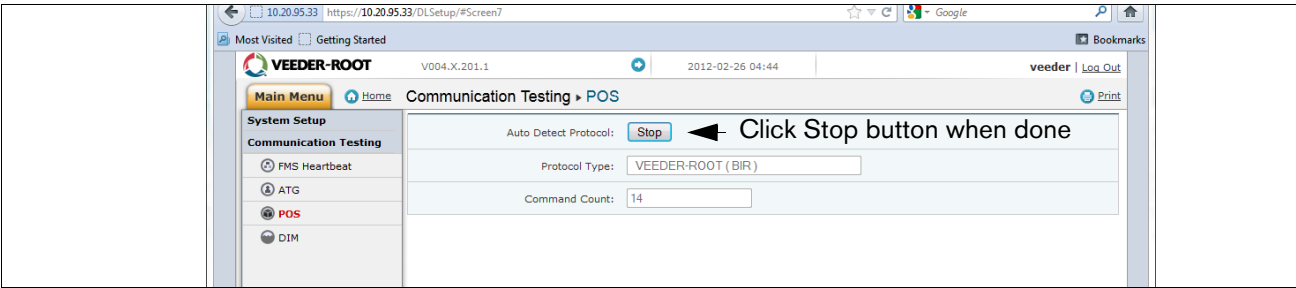 10.20.95.33 https://10.20.95.33/DLSetup/#Screen7 Google
Most Visited Getting Started Bookmarks
VEEDER-ROOT V004.X.201.1 2012-02-26 04:44 veeder | Log Out
Main Menu Home Communication Testing ▸ POS Print
System Setup
Communication Testing
FMS Heartbeat
ATG
POS
DIM
Auto Detect Protocol: Stop Click Stop button when done
Protocol Type: VEEDER-ROOT ( BIR )
Command Count: 14